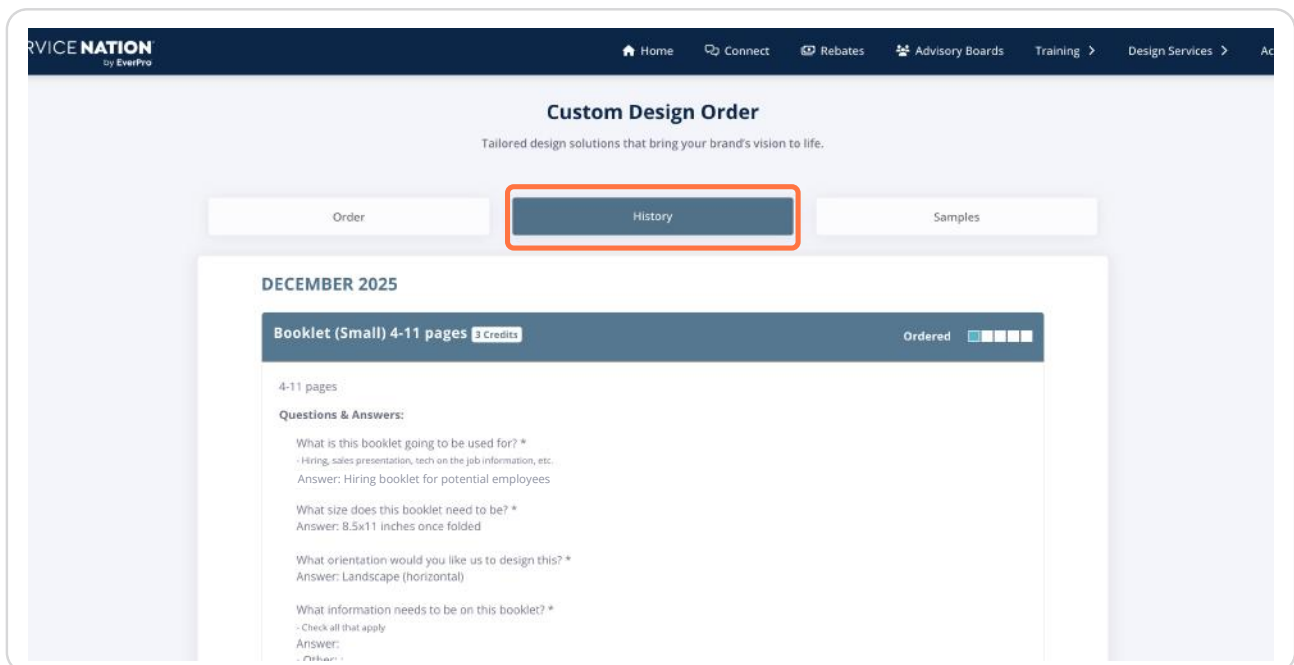 RVICE NATION
by EverPro
Home Connect Rebates Advisory Boards Training > Design Services > Ac
Custom Design Order
Tailored design solutions that bring your brand's vision to life.
Order History Samples
DECEMBER 2025
Booklet (Small) 4-11 pages 3 Credits Ordered
4-11 pages
Questions & Answers:
What is this booklet going to be used for? *
- Hiring, sales presentation, tech on the job information, etc.
Answer: Hiring booklet for potential employees
What size does this booklet need to be? *
Answer: 8.5x11 inches once folded
What orientation would you like us to design this? *
Answer: Landscape (horizontal)
What information needs to be on this booklet? *
- Check all that apply
Answer:
- Other: :